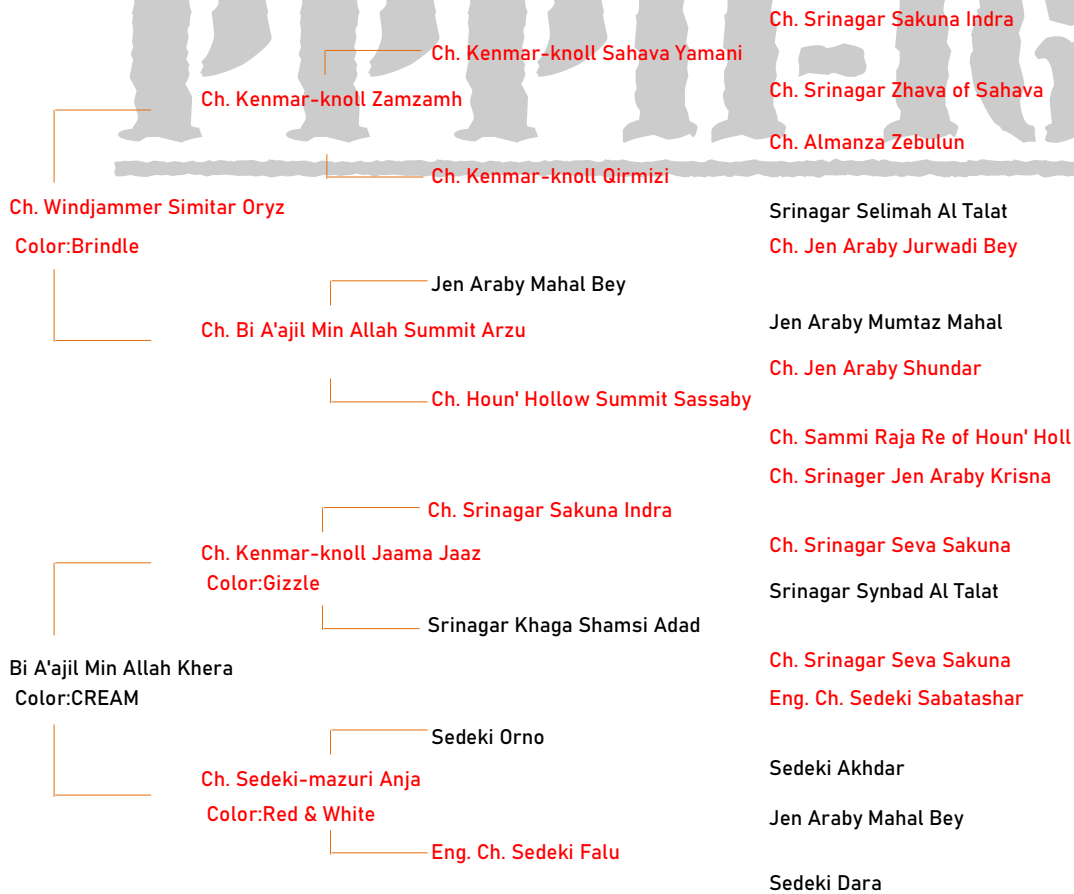 Ch. Srinagar Sakuna Indra
Ch. Kenmar-knoll Sahava Yamani
Ch. Kenmar-knoll Zamzamh
Ch. Srinagar Zhava of Sahava
Ch. Almanza Zebulun
Ch. Kenmar-knoll Qirmizi
Ch. Windjammer Simitar Oryz
Srinagar Selimah Al Talat
Color:Brindle
Ch. Jen Araby Jurwadi Bey
Jen Araby Mahal Bey
Ch. Bi A'ajil Min Allah Summit Arzu
Jen Araby Mumtaz Mahal
Ch. Jen Araby Shundar
Ch. Houn' Hollow Summit Sassaby
Ch. Sammi Raja Re of Houn' Holl
Ch. Srinager Jen Araby Krisna
Ch. Srinagar Sakuna Indra
Ch. Kenmar-knoll Jaama Jaaz
Ch. Srinagar Seva Sakuna
Color:Gizzle
Srinagar Synbad Al Talat
Srinagar Khaga Shamsi Adad
Bi A'ajil Min Allah Khera
Ch. Srinagar Seva Sakuna
Color:CREAM
Eng. Ch. Sedeki Sabatashar
Sedeki Orno
Ch. Sedeki-mazuri Anja
Sedeki Akhdar
Color:Red & White
Jen Araby Mahal Bey
Eng. Ch. Sedeki Falu
Sedeki Dara